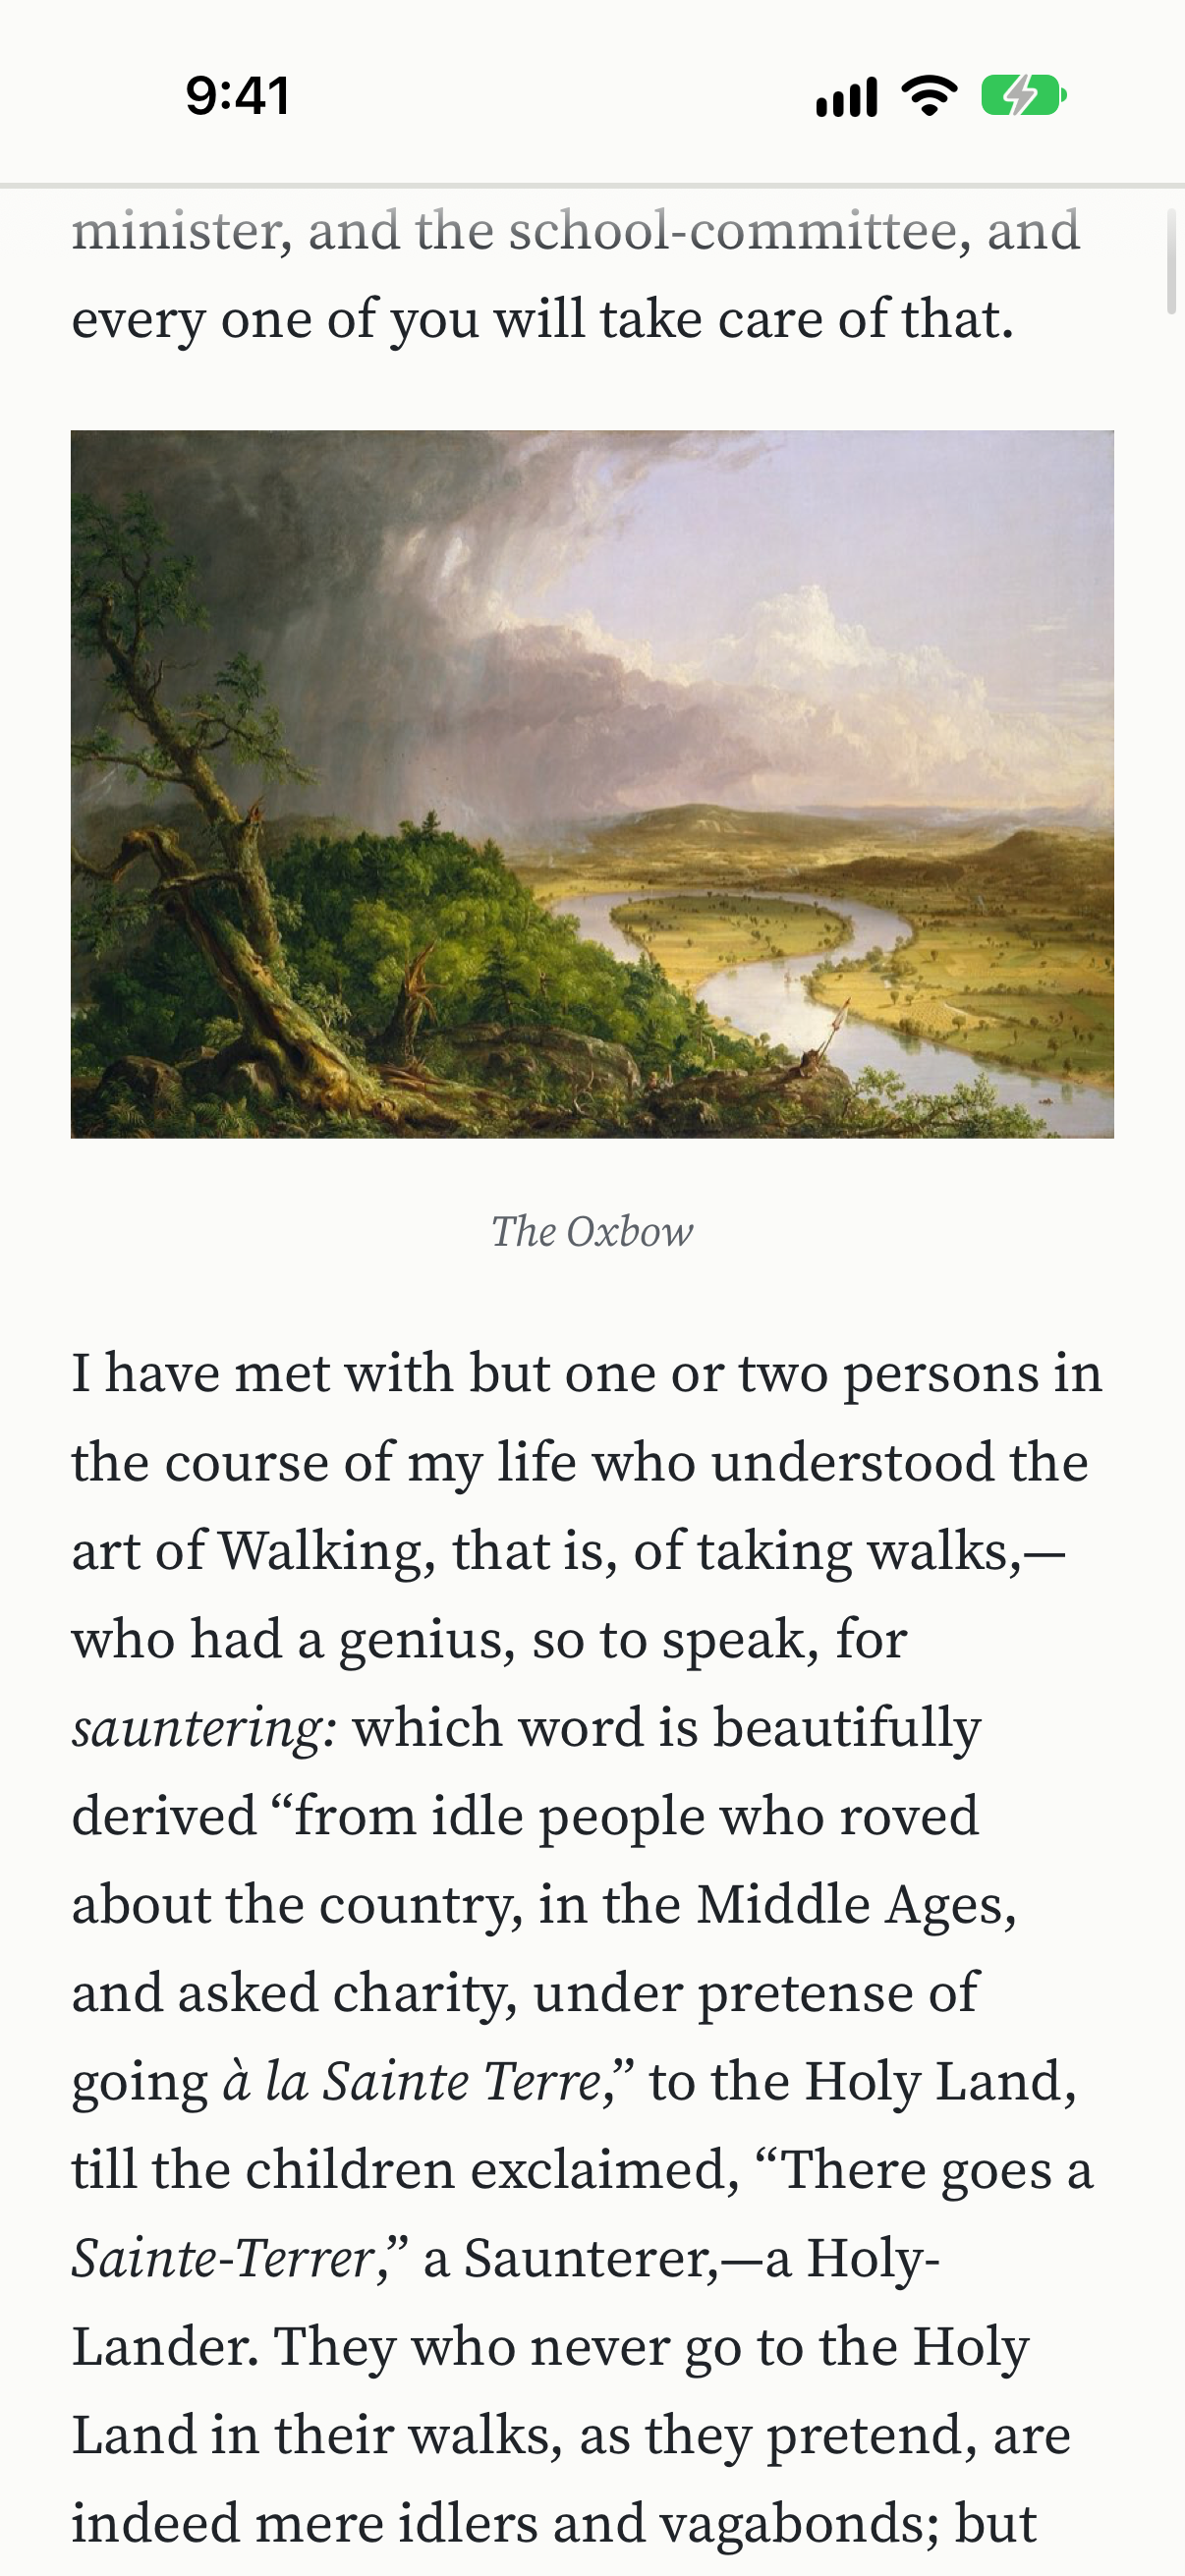 9:41
minister, and the school-committee, and
every one of you will take care of that.
The Oxbow
I have met with but one or two persons in
the course of my life who understood the
art of Walking, that is, of taking walks,—
who had a genius, so to speak, for
sauntering: which word is beautifully
derived “from idle people who roved
about the country, in the Middle Ages,
and asked charity, under pretense of
going à la Sainte Terre,” to the Holy Land,
till the children exclaimed, “There goes a
Sainte-Terrer,” a Saunterer,—a Holy-
Lander. They who never go to the Holy
Land in their walks, as they pretend, are
indeed mere idlers and vagabonds; but